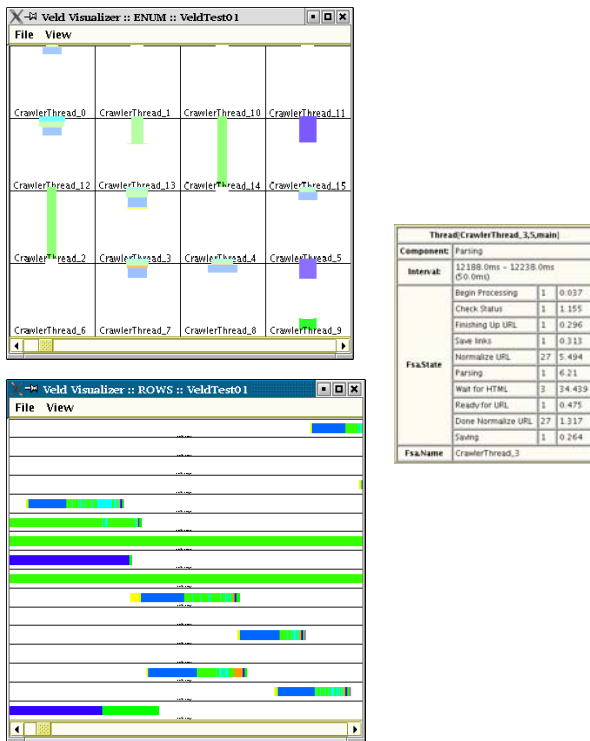 Veld Visualizer :: ENUM :: VeldTest01
File View
CrawlerThread_0 CrawlerThread_1 CrawlerThread_10 CrawlerThread_11
CrawlerThread_12 CrawlerThread_13 CrawlerThread_14 CrawlerThread_15
CrawlerThread_2 CrawlerThread_3 CrawlerThread_4 CrawlerThread_5
CrawlerThread_6 CrawlerThread_7 CrawlerThread_8 CrawlerThread_9
Thread[CrawlerThread_3,5,main]
Component: Parsing
Interval: 12188.0ms - 12238.0ms
(50.0ms)
Fsa.State
Begin Processing 1 0.037
Check Status 1 1.155
Finishing Up URL 1 0.296
Save links 1 0.313
Normalize URL 27 5.494
Parsing 1 6.21
Wait for HTML 3 34.439
Ready for URL 1 0.475
Done Normalize URL 27 1.317
Saving 1 0.264
Fsa.Name CrawlerThread_3
Veld Visualizer :: ROWS :: VeldTest01
File View